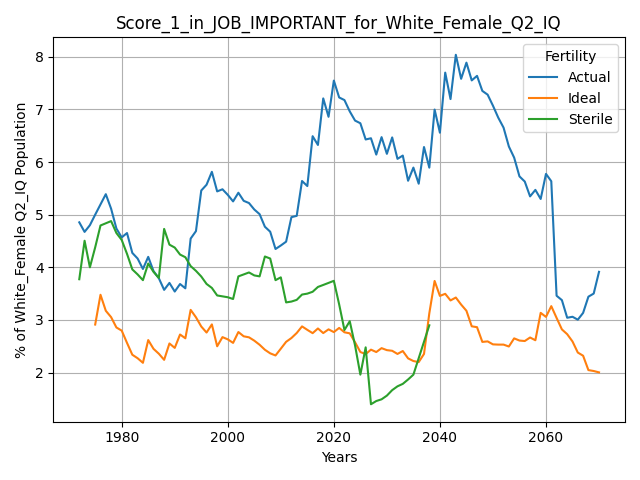 Score_1_in_JOB_IMPORTANT_for_White_Female_Q2_IQ
Fertility
Actual
Ideal
Sterile
% of White_Female Q2_IQ Population
8
7
6
5
4
3
2
1980
2000
2020
2040
2060
Years